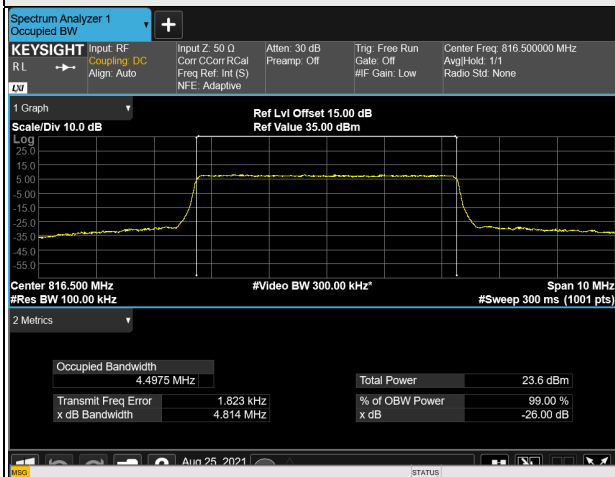 Spectrum Analyzer 1
Occupied BW
+
KEYSIGHT Input: RF Input Z: 50 Ω Atten: 30 dB Trig: Free Run Center Freq: 816.500000 MHz
R L Coupling: DC Corr CCorr RCal Preamp: Off Gate: Off Avg|Hold: 1/1
Align: Auto Freq Ref: Int (S) #IF Gain: Low Radio Std: None
LXI NFE: Adaptive
1 Graph Ref Lvl Offset 15.00 dB
Scale/Div 10.0 dB Ref Value 35.00 dBm
Log
25.0
15.0
5.00
-5.00
-15.0
-25.0
-35.0
-45.0
-55.0
Center 816.500 MHz #Video BW 300.00 kHz* Span 10 MHz
#Res BW 100.00 kHz #Sweep 300 ms (1001 pts)
2 Metrics
Occupied Bandwidth
4.4975 MHz Total Power 23.6 dBm
Transmit Freq Error 1.823 kHz % of OBW Power 99.00 %
x dB Bandwidth 4.814 MHz x dB -26.00 dB
Aug 25, 2021
MSG STATUS